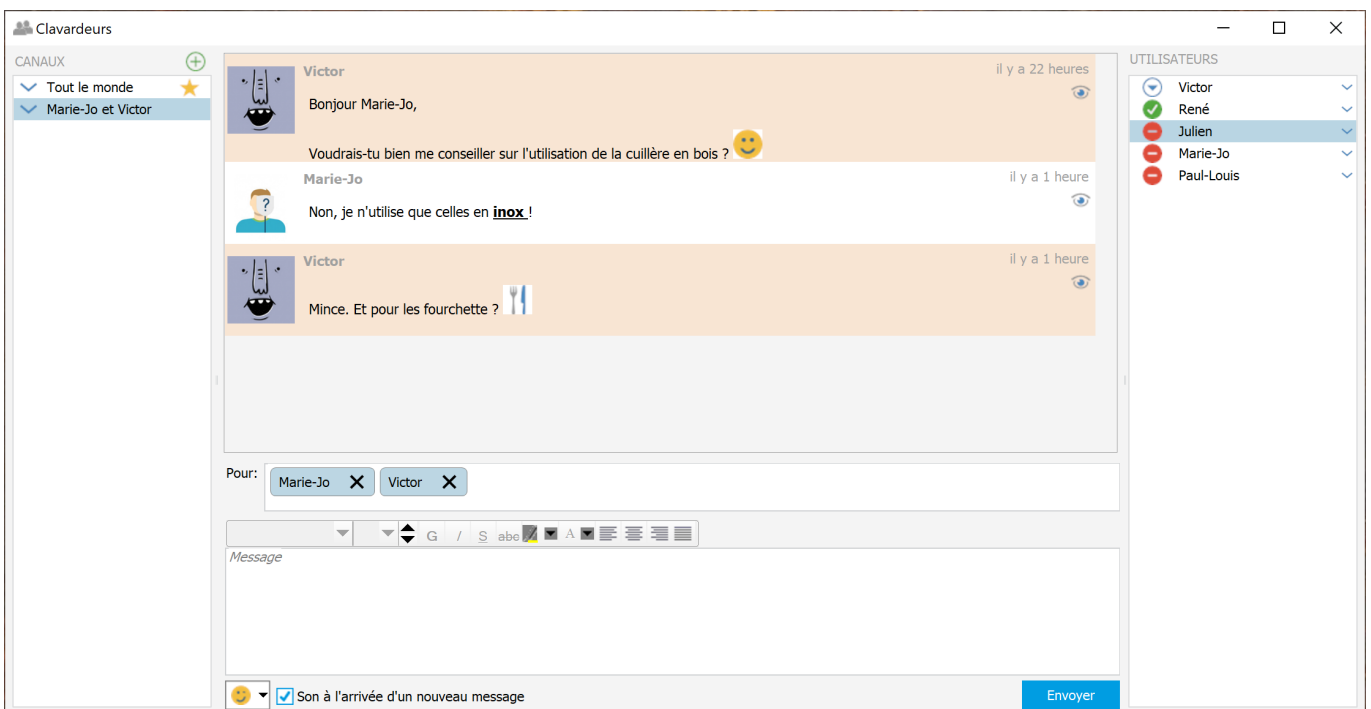 Clavardeurs
CANAUX
Tout le monde
Marie-Jo et Victor
Victor
il y a 22 heures
Bonjour Marie-Jo,
Voudrais-tu bien me conseiller sur l'utilisation de la cuillère en bois ?
Marie-Jo
il y a 1 heure
?
Non, je n'utilise que celles en inox !
Victor
il y a 1 heure
Mince. Et pour les fourchette ?
Pour:
Marie-Jo
Victor
G / S abc A
Message
Son à l'arrivée d'un nouveau message
Envoyer
UTILISATEURS
Victor
René
Julien
Marie-Jo
Paul-Louis